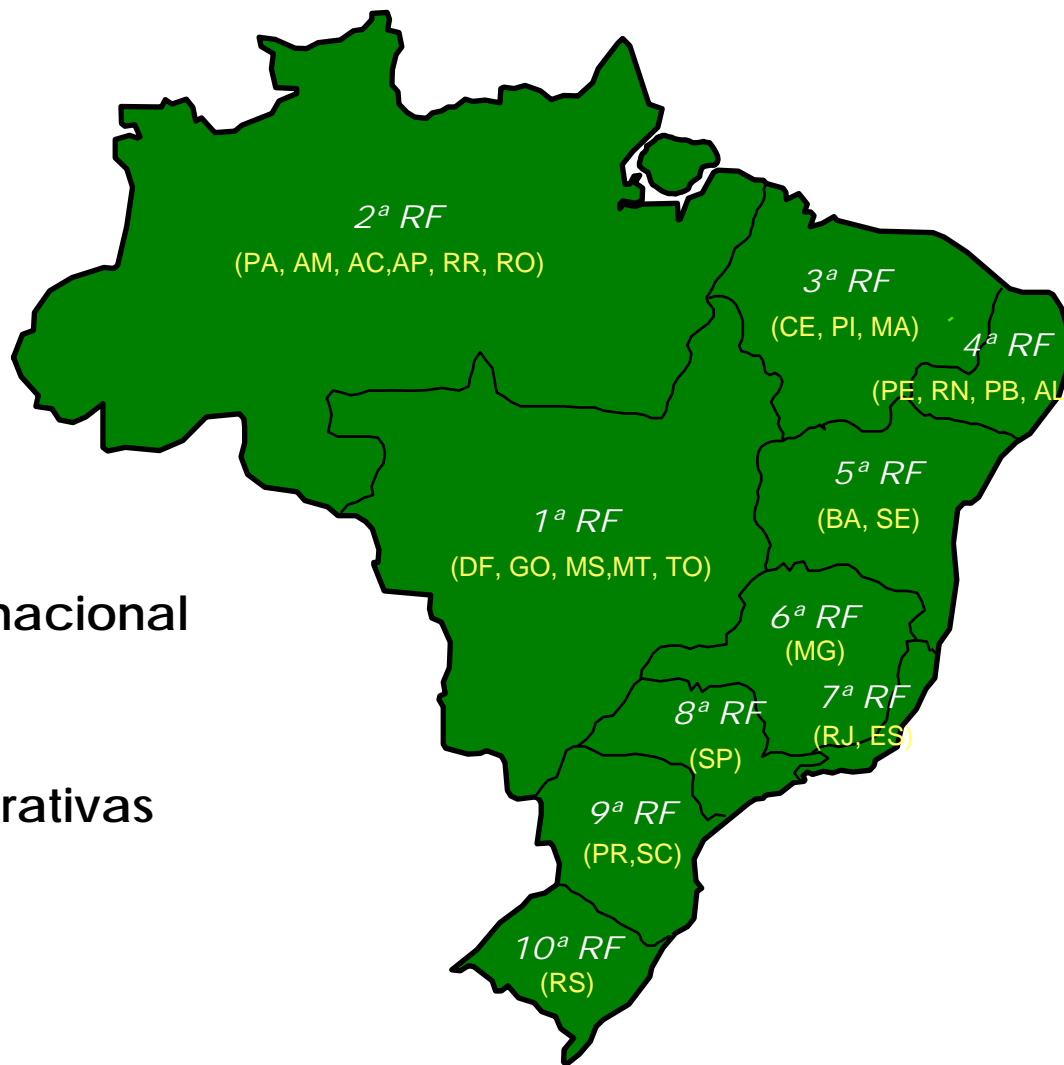 2ª RF
(PA, AM, AC,AP, RR, RO)
3ª RF
(CE, PI, MA)
4ª RF
(PE, RN, PB, AL
5ª RF
(BA, SE)
1ª RF
(DF, GO, MS,MT, TO)
nacional
6ª RF
(MG)
7ª RF
(RJ, ES)
8ª RF
(SP)
rativas
9ª RF
(PR,SC)
10ª RF
(RS)